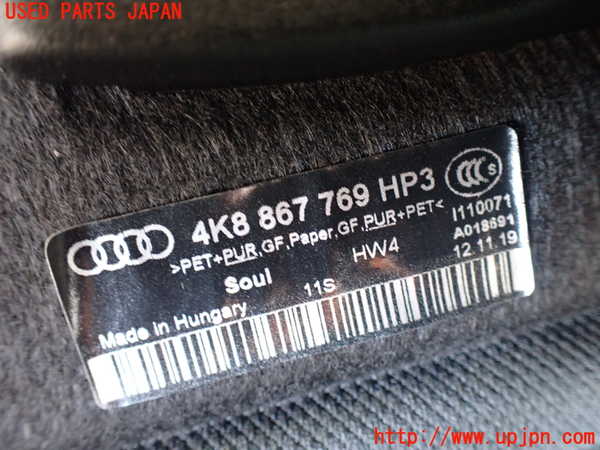 USED PARTS JAPAN
4K8 867 769 HP3
CCC S
>PET+PUR,GF,Paper,GF,PUR+PET<
I110071
A018691
Soul
HW4
12.11.19
Made in Hungary
11S
http://www.upjpn.com